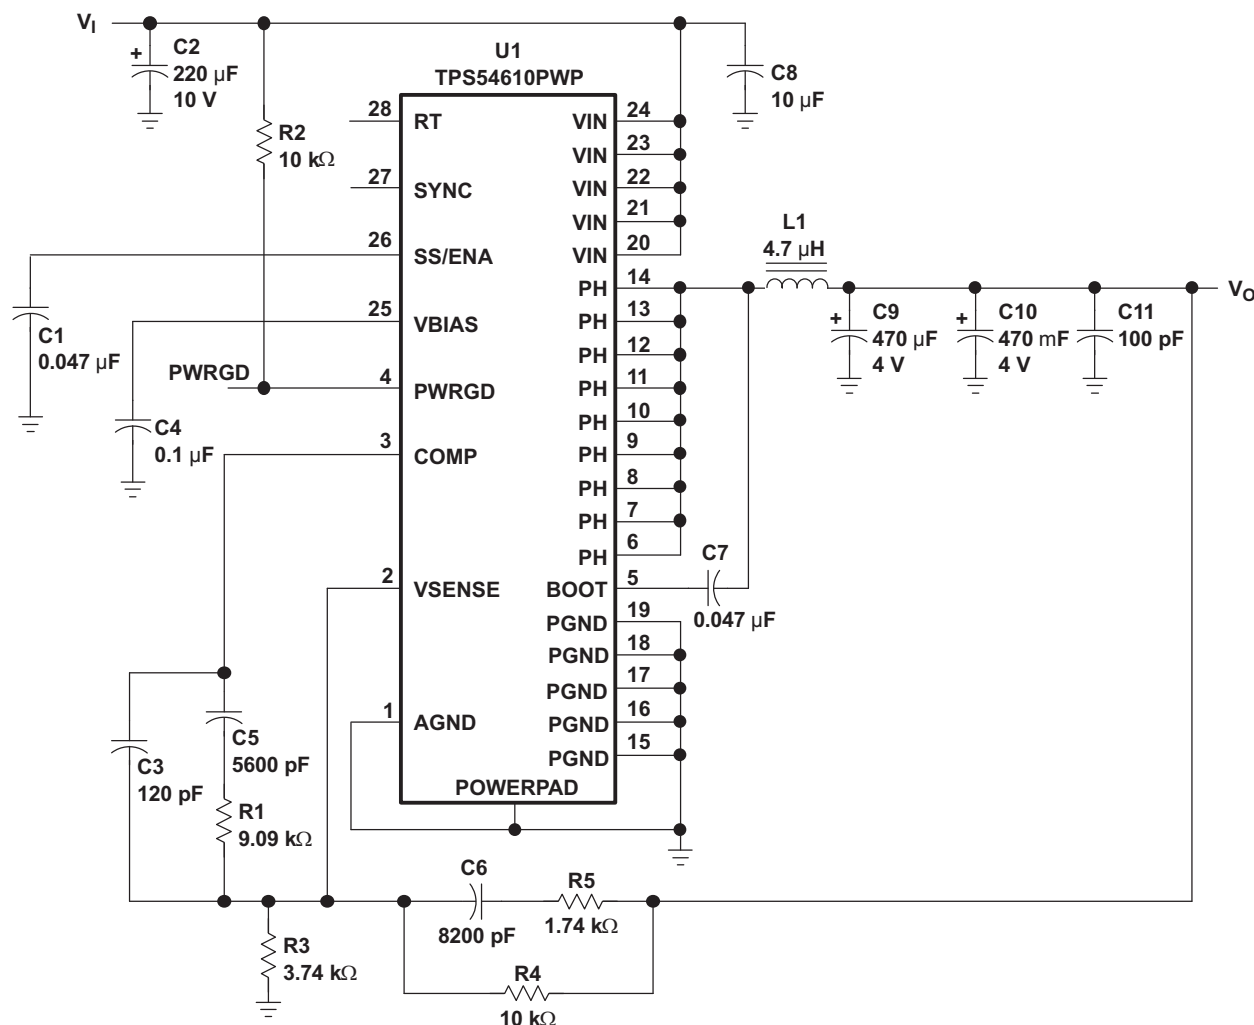 V_I
C2
+
220 µF
10 V
R2
10 kΩ
U1
TPS54610PWP
C8
10 µF
28
RT
27
SYNC
26
SS/ENA
25
VBIAS
PWRGD
4
PWRGD
3
COMP
2
VSENSE
1
AGND
VIN
24
VIN
23
VIN
22
VIN
21
VIN
20
PH
14
PH
13
PH
12
PH
11
PH
10
PH
9
PH
8
PH
7
PH
6
BOOT
5
PGND
19
PGND
18
PGND
17
PGND
16
PGND
15
POWERPAD
C1
0.047 µF
C4
0.1 µF
L1
4.7 µH
V_O
+
C9
470 µF
4 V
+
C10
470 mF
4 V
C11
100 pF
C7
0.047 µF
C3
120 pF
C5
5600 pF
R1
9.09 kΩ
R3
3.74 kΩ
C6
8200 pF
R5
1.74 kΩ
R4
10 kΩ